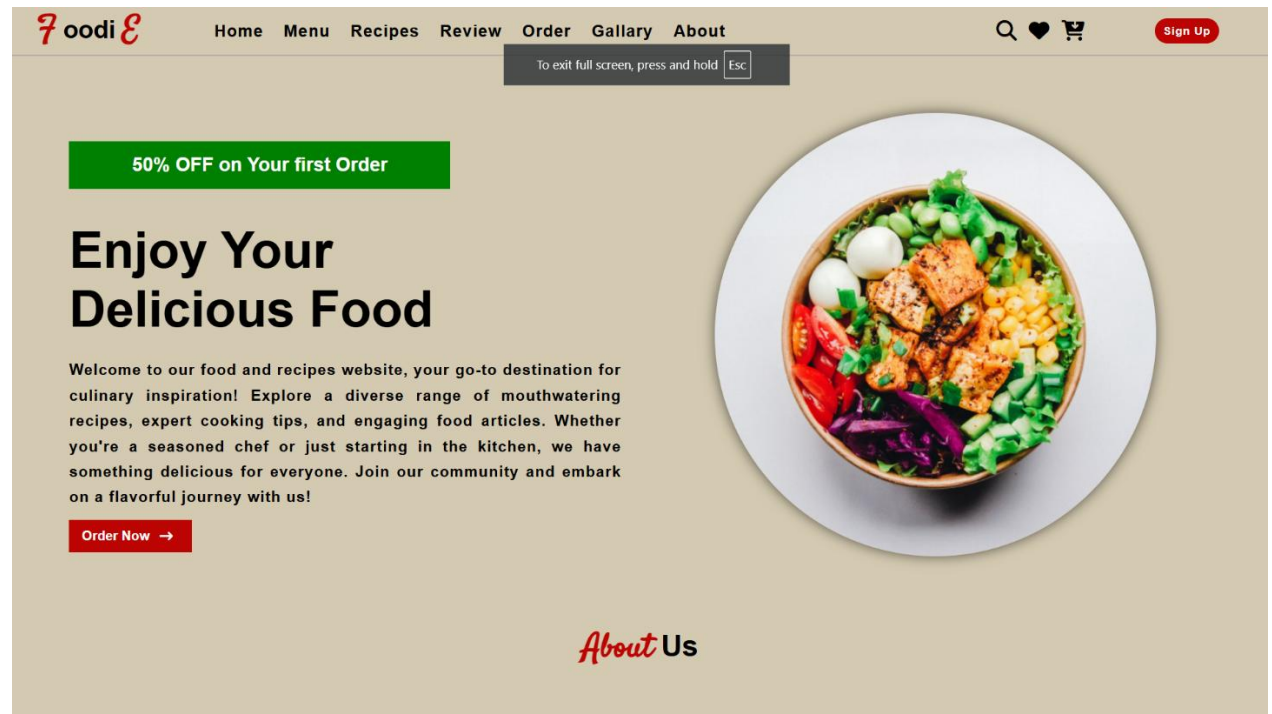 7 oodi E
Home Menu Recipes Review Order Gallary About
Sign Up
To exit full screen, press and hold Esc
50% OFF on Your first Order
Enjoy Your
Delicious Food
Welcome to our food and recipes website, your go-to destination for
culinary inspiration! Explore a diverse range of mouthwatering
recipes, expert cooking tips, and engaging food articles. Whether
you're a seasoned chef or just starting in the kitchen, we have
something delicious for everyone. Join our community and embark
on a flavorful journey with us!
Order Now →
About Us